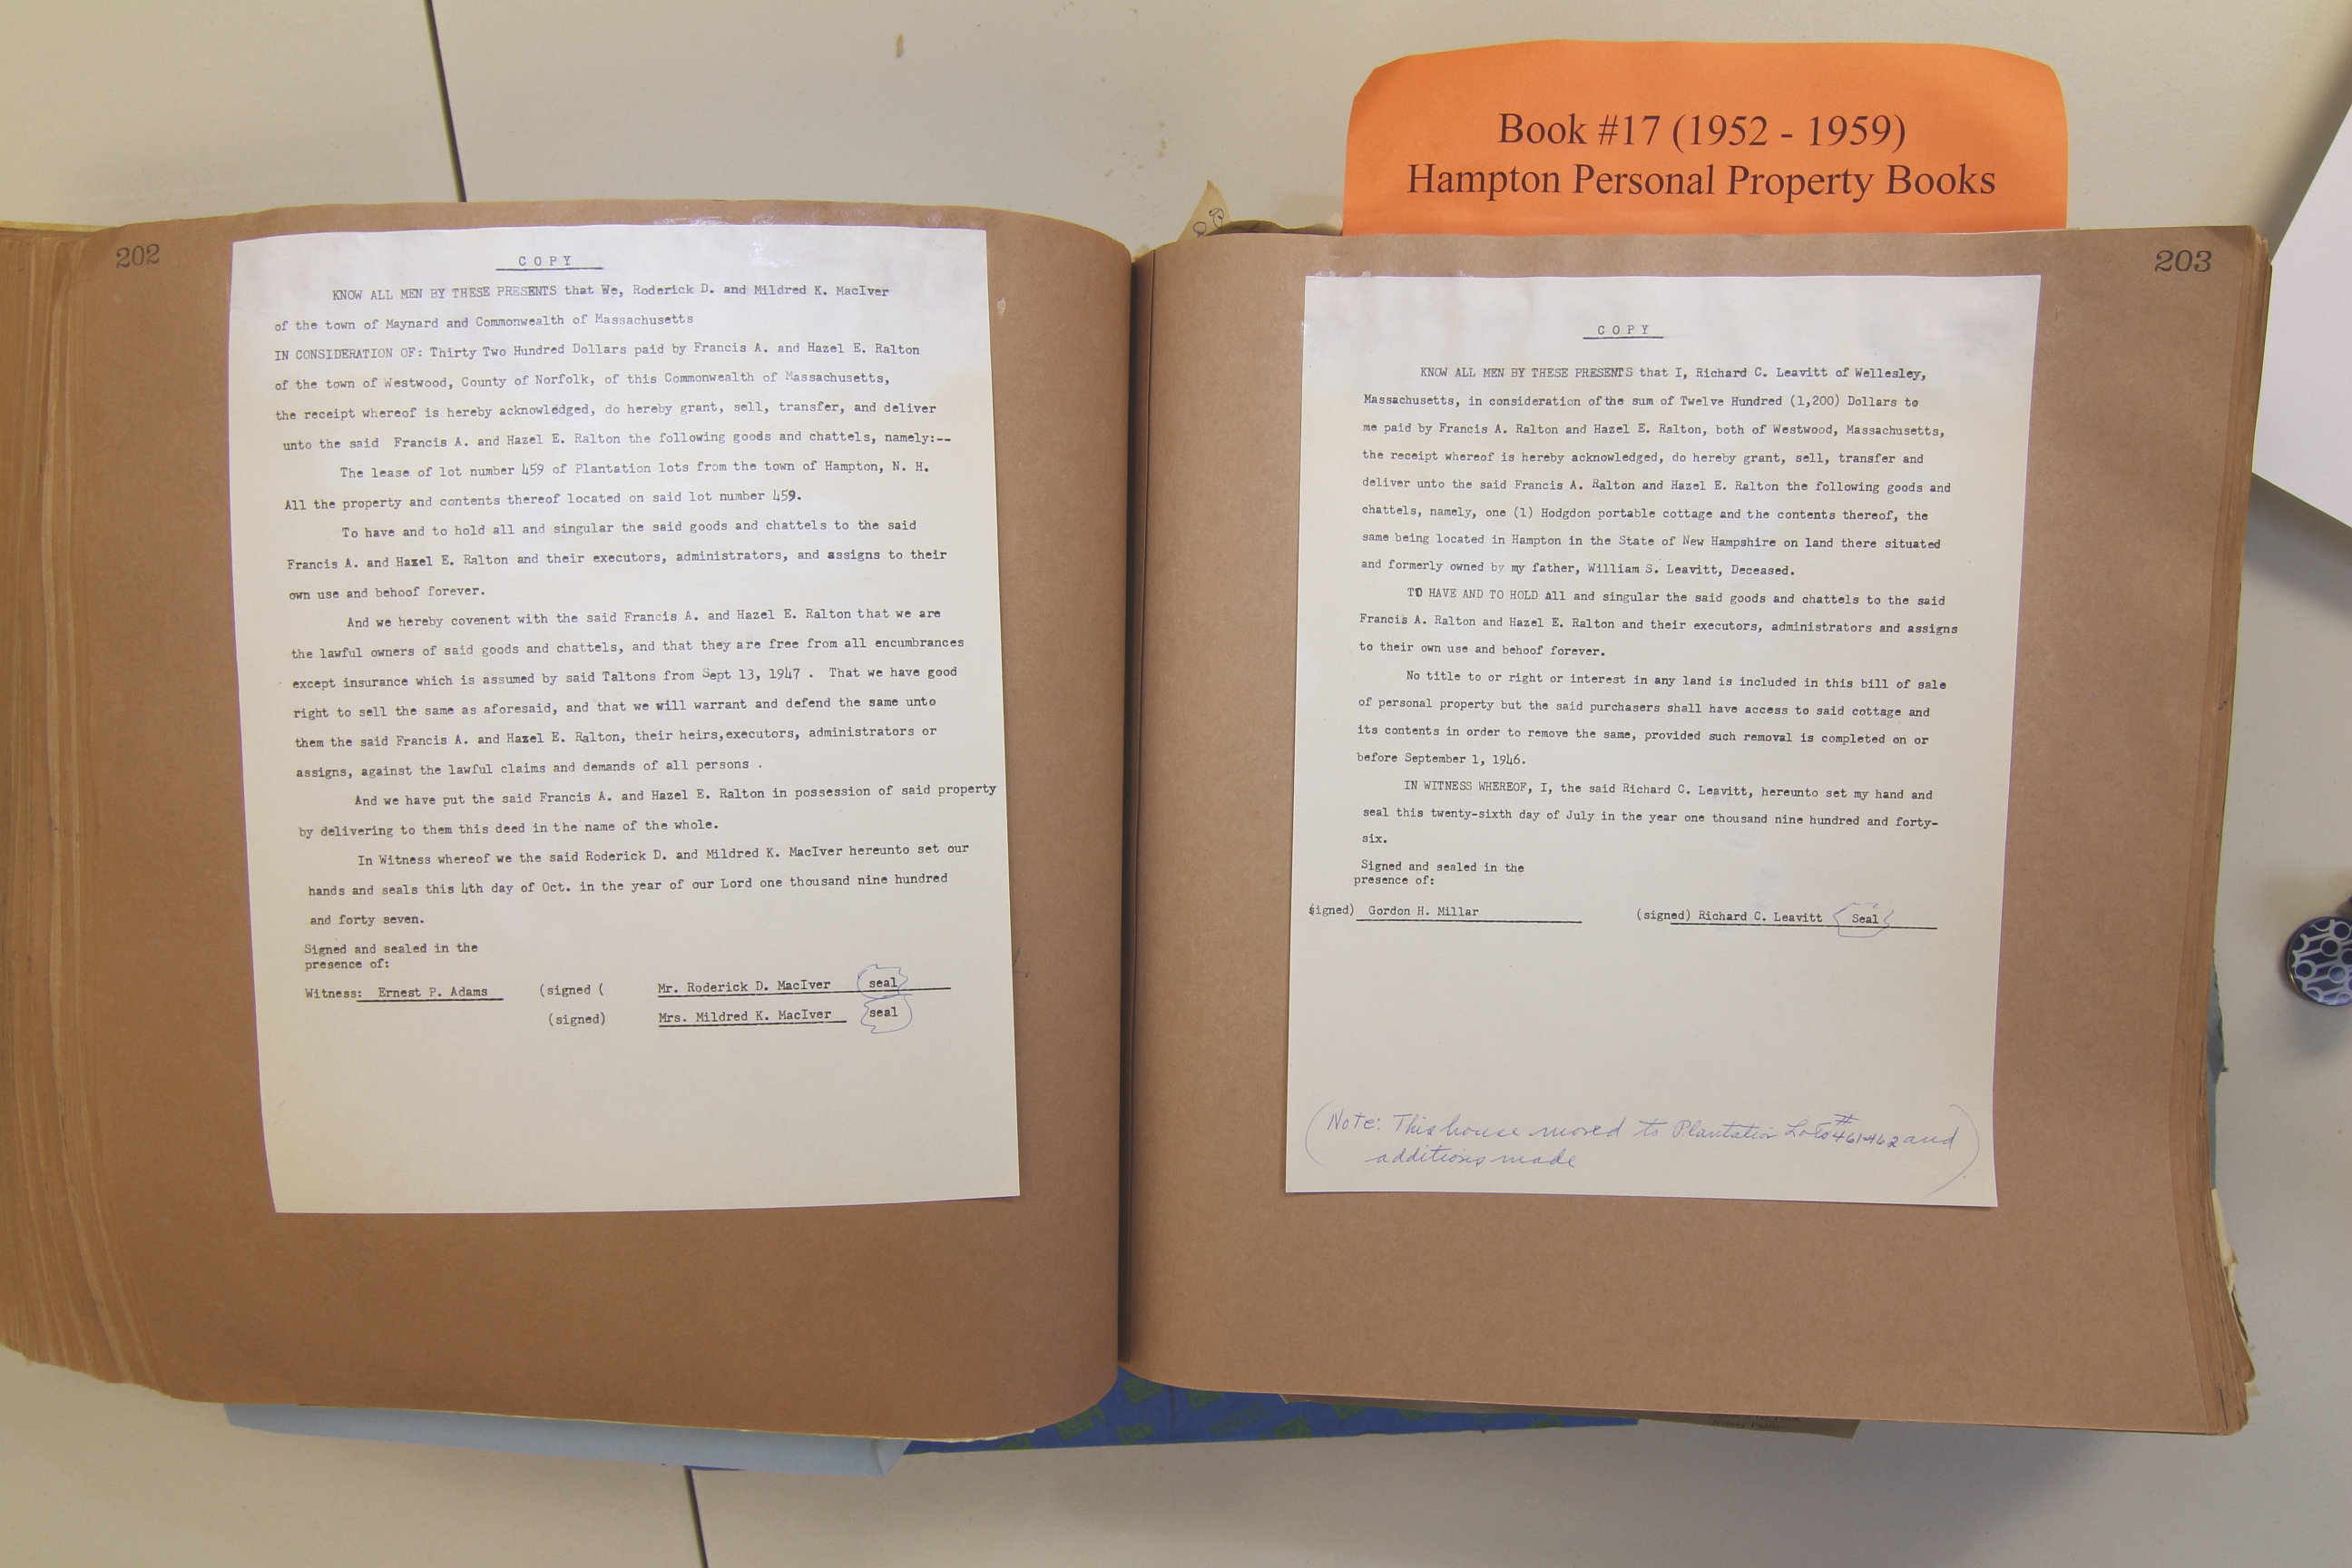 Book #17 (1952 - 1959)
Hampton Personal Property Books
202
COPY
KNOW ALL MEN BY THESE PRESENTS that We, Roderick D. and Mildred K. MacIver
of the town of Maynard and Commonwealth of Massachusetts
IN CONSIDERATION OF: Thirty Two Hundred Dollars paid by Francis A. and Hazel E. Ralton
of the town of Westwood, County of Norfolk, of this Commonwealth of Massachusetts,
the receipt whereof is hereby acknowledged, do hereby grant, sell, transfer, and deliver
unto the said Francis A. and Hazel E. Ralton the following goods and chattels, namely:--
The lease of lot number 459 of Plantation lots from the town of Hampton, N. H.
All the property and contents thereof located on said lot number 459.
To have and to hold all and singular the said goods and chattels to the said
Francis A. and Hazel E. Ralton and their executors, administrators, and assigns to their
own use and behoof forever.
And we hereby covenent with the said Francis A. and Hazel E. Ralton that we are
the lawful owners of said goods and chattels, and that they are free from all encumbrances
except insurance which is assumed by said Taltons from Sept 13, 1947 . That we have good
right to sell the same as aforesaid, and that we will warrant and defend the same unto
them the said Francis A. and Hazel E. Ralton, their heirs,executors, administrators or
assigns, against the lawful claims and demands of all persons .
And we have put the said Francis A. and Hazel E. Ralton in possession of said property
by delivering to them this deed in the name of the whole.
In Witness whereof we the said Roderick D. and Mildred K. MacIver hereunto set our
hands and seals this 4th day of Oct. in the year of our Lord one thousand nine hundred
and forty seven.
Signed and sealed in the
presence of:
Witness: Ernest P. Adams (signed ( Mr. Roderick D. MacIver seal
(signed) Mrs. Mildred K. MacIver seal
203
COPY
KNOW ALL MEN BY THESE PRESENTS that I, Richard C. Leavitt of Wellesley,
Massachusetts, in consideration of the sum of Twelve Hundred (1,200) Dollars to
me paid by Francis A. Ralton and Hazel E. Ralton, both of Westwood, Massachusetts,
the receipt whereof is hereby acknowledged, do hereby grant, sell, transfer and
deliver unto the said Francis A. Ralton and Hazel E. Ralton the following goods and
chattels, namely, one (1) Hodgdon portable cottage and the contents thereof, the
same being located in Hampton in the State of New Hampshire on land there situated
and formerly owned by my father, William S. Leavitt, Deceased.
TO HAVE AND TO HOLD All and singular the said goods and chattels to the said
Francis A. Ralton and Hazel E. Ralton and their executors, administrators and assigns
to their own use and behoof forever.
No title to or right or interest in any land is included in this bill of sale
of personal property but the said purchasers shall have access to said cottage and
its contents in order to remove the same, provided such removal is completed on or
before September 1, 1946.
IN WITNESS WHEREOF, I, the said Richard C. Leavitt, hereunto set my hand and
seal this twenty-sixth day of July in the year one thousand nine hundred and forty-
six.
Signed and sealed in the
presence of:
signed) Gordon H. Millar (signed) Richard C. Leavitt Seal
(Note: This house moved to Plantation Lots # 461-462 and
additions made)